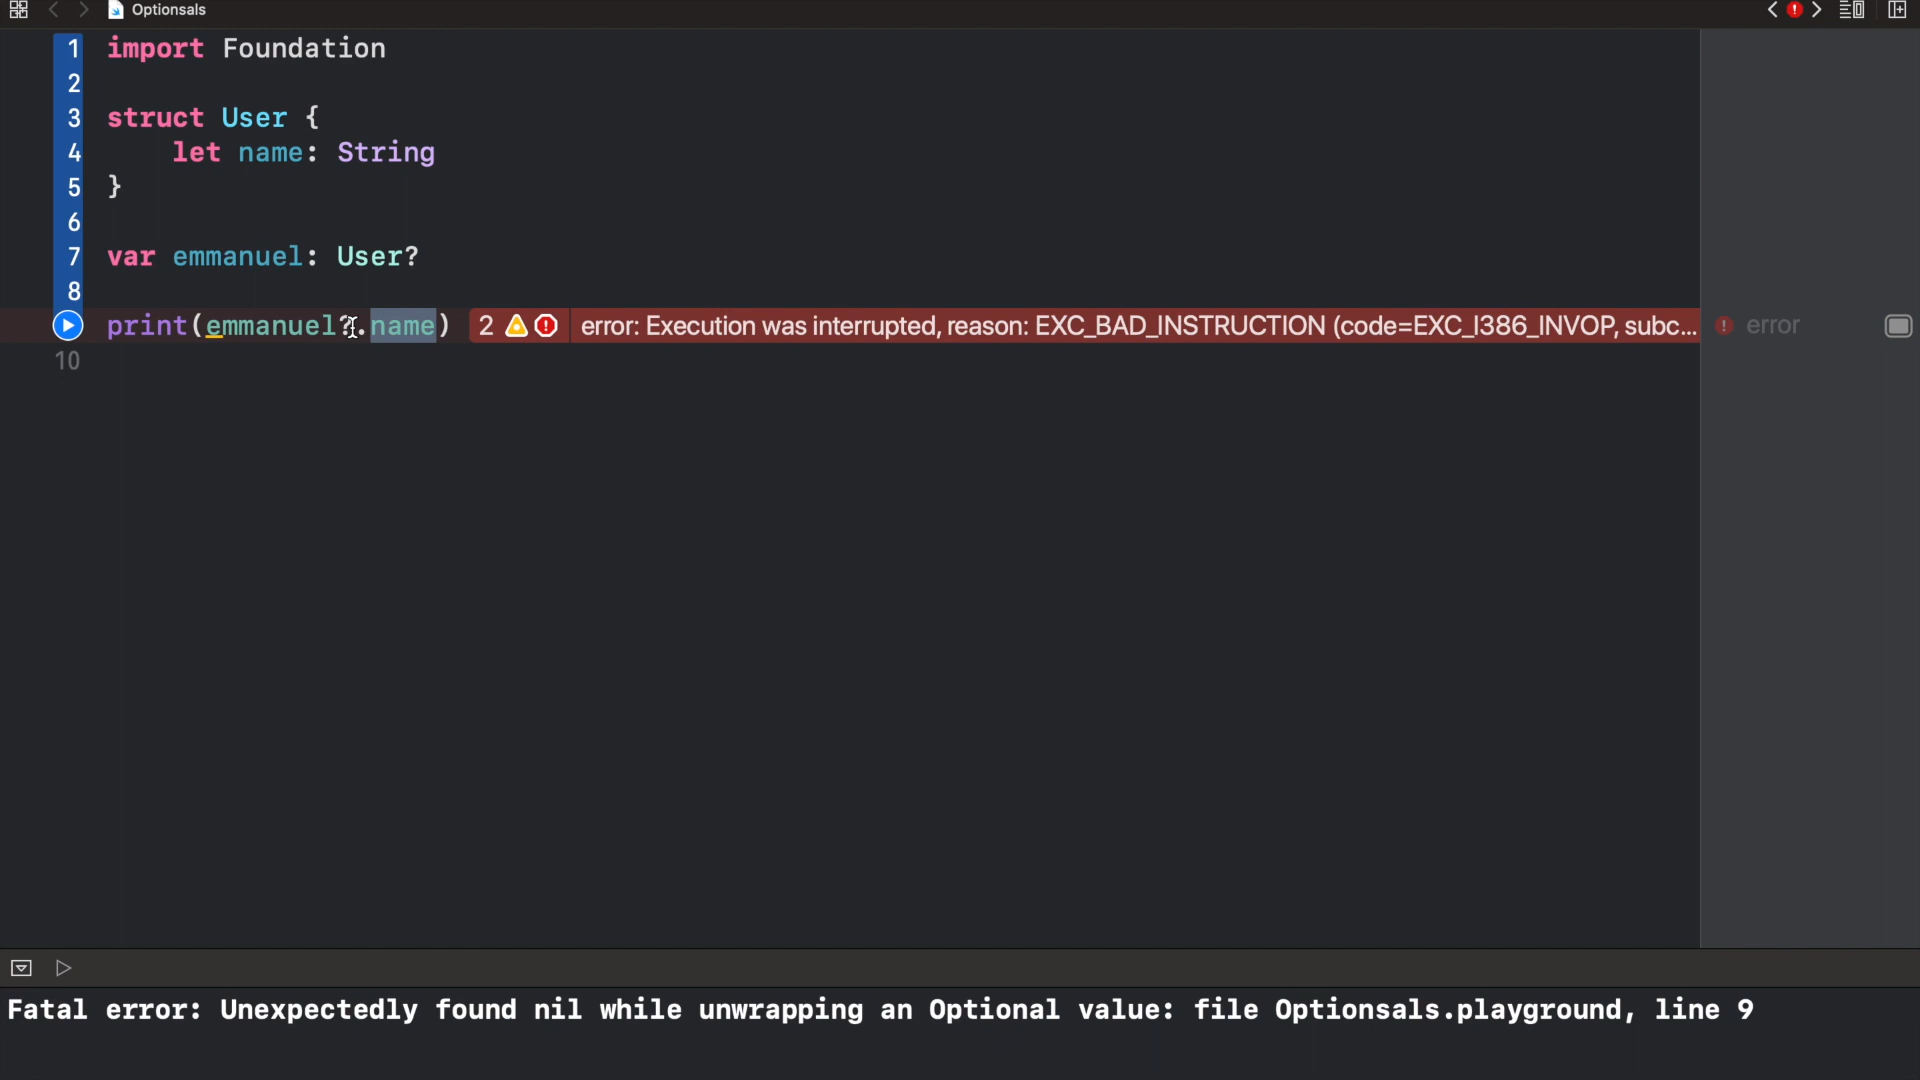 Optionsals
1 import Foundation
2
3 struct User {
4 let name: String
5 }
6
7 var emmanuel: User?
8
print(emmanuel?.name) 2 error: Execution was interrupted, reason: EXC_BAD_INSTRUCTION (code=EXC_I386_INVOP, subc... error
10
Fatal error: Unexpectedly found nil while unwrapping an Optional value: file Optionsals.playground, line 9